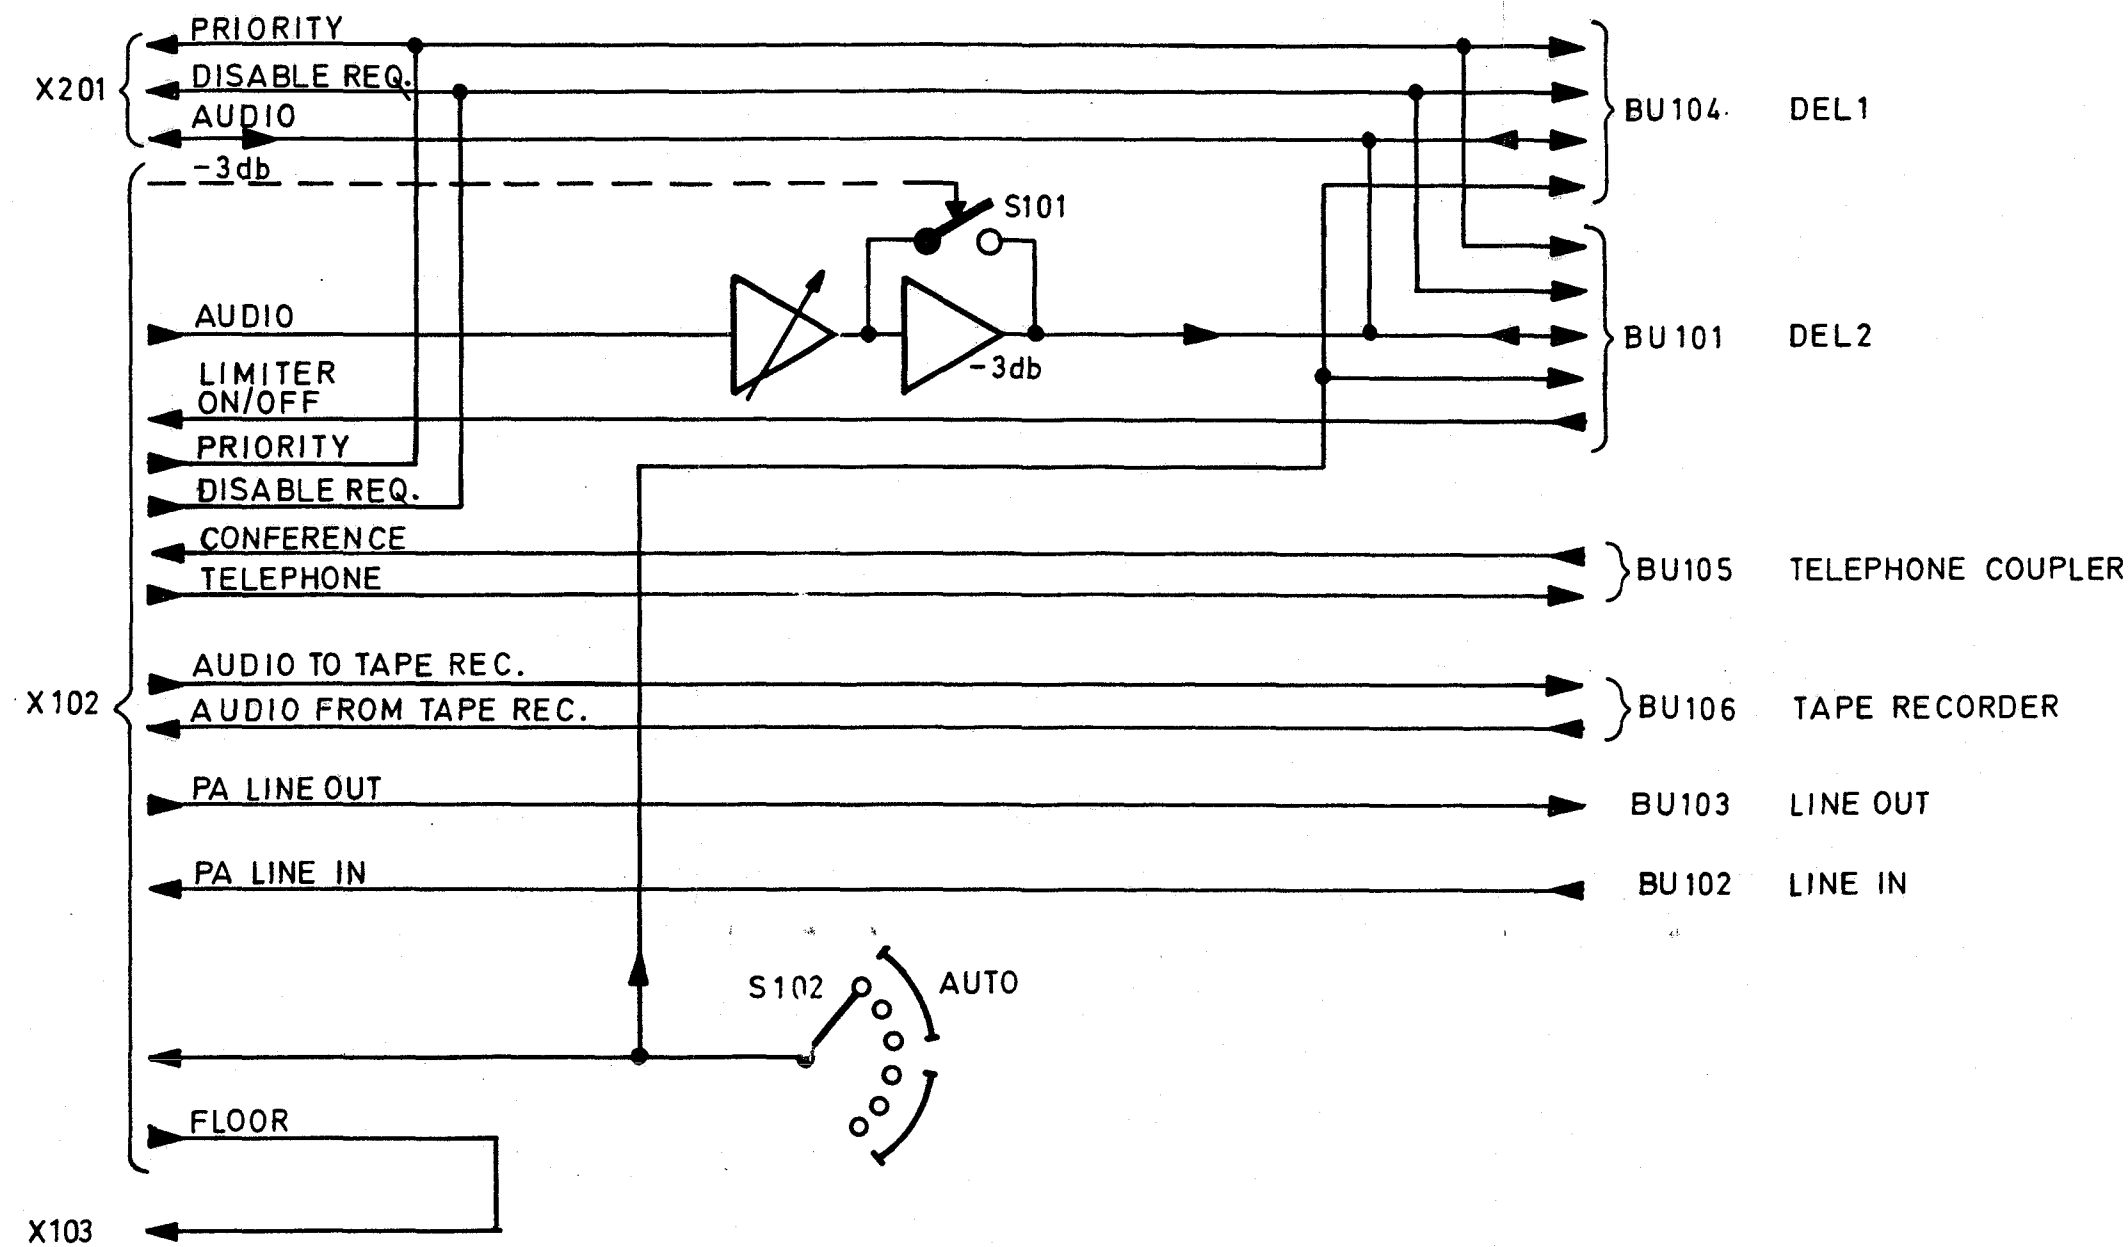 PRIORITY
X201
DISABLE REQ.
AUDIO
BU104
DEL1
-3db
S101
AUDIO
-3db
BU101
DEL2
LIMITER
ON/OFF
PRIORITY
DISABLE REQ.
CONFERENCE
TELEPHONE
BU105
TELEPHONE COUPLER
X102
AUDIO TO TAPE REC.
AUDIO FROM TAPE REC.
BU106
TAPE RECORDER
PA LINE OUT
BU103
LINE OUT
PA LINE IN
BU102
LINE IN
S102
AUTO
FLOOR
X103